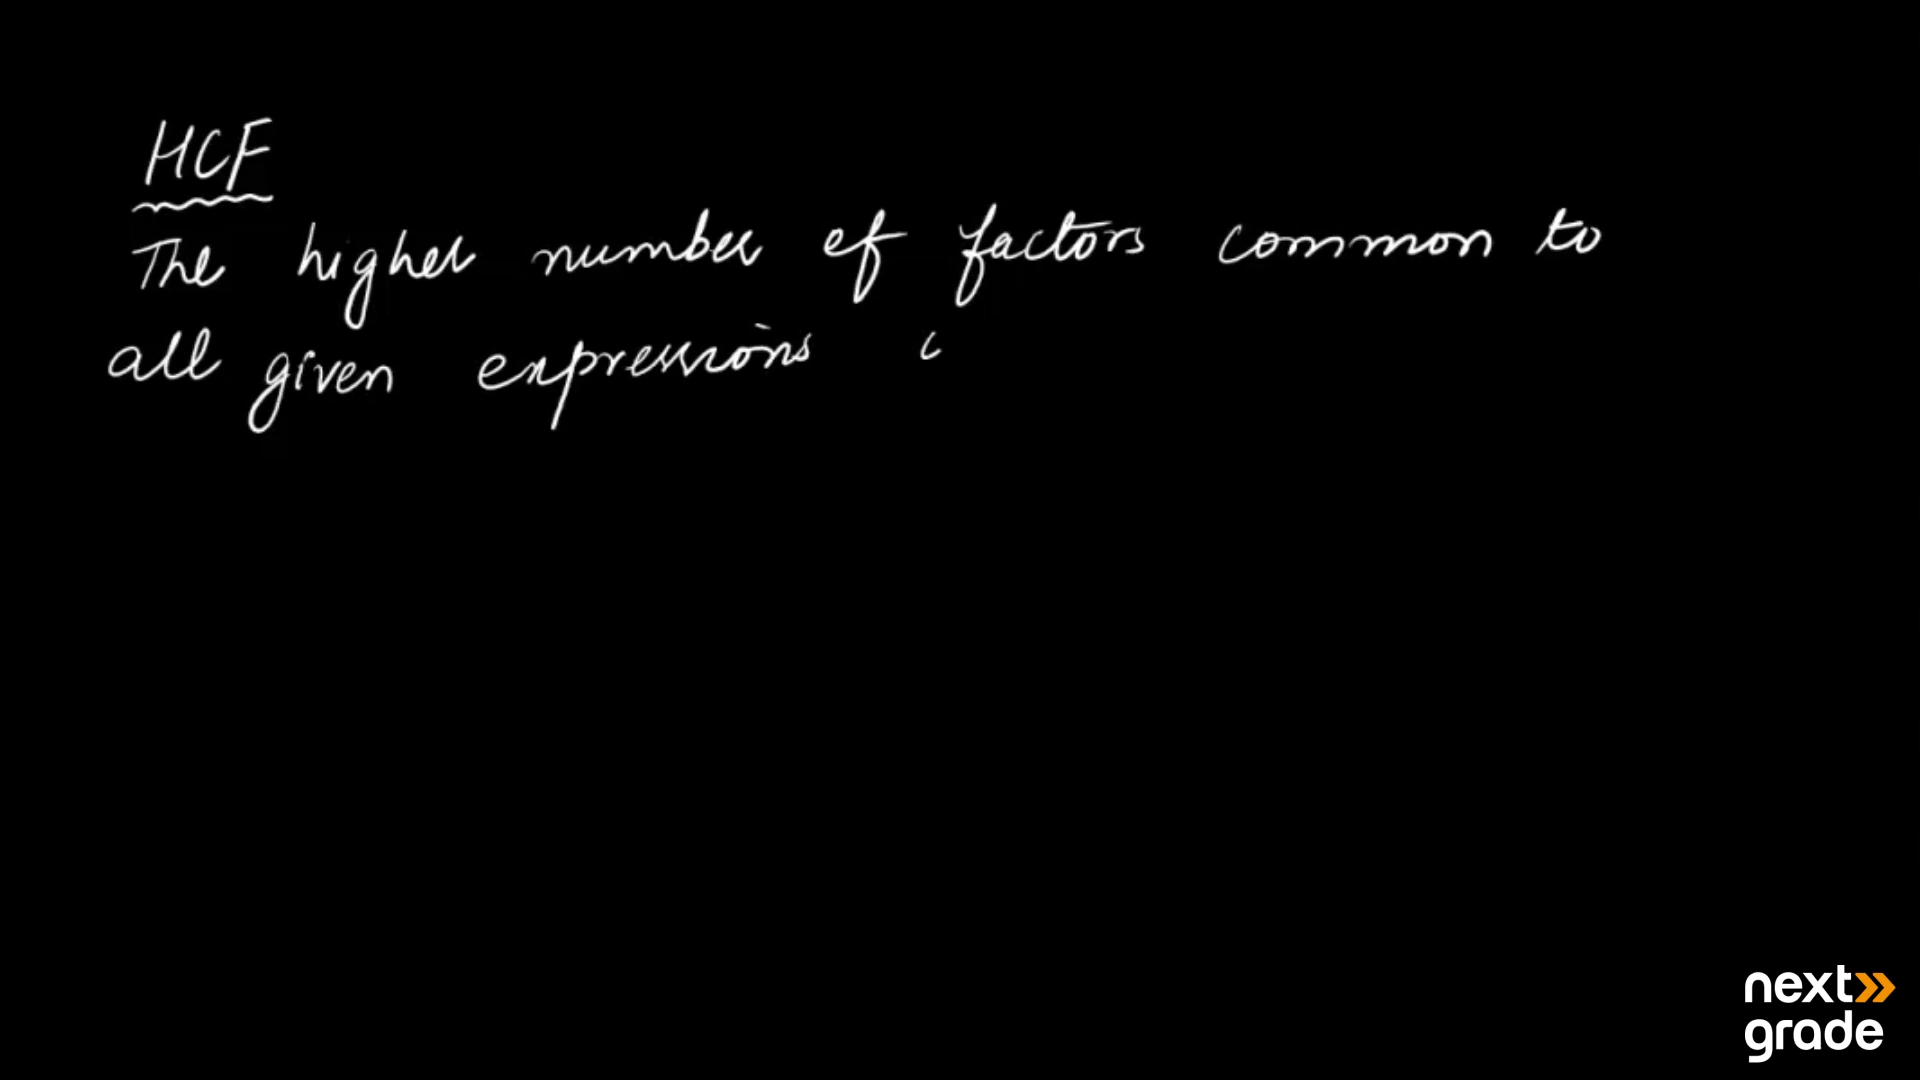 HCF
The higher number of factors common to
all given expressions i
next
grade